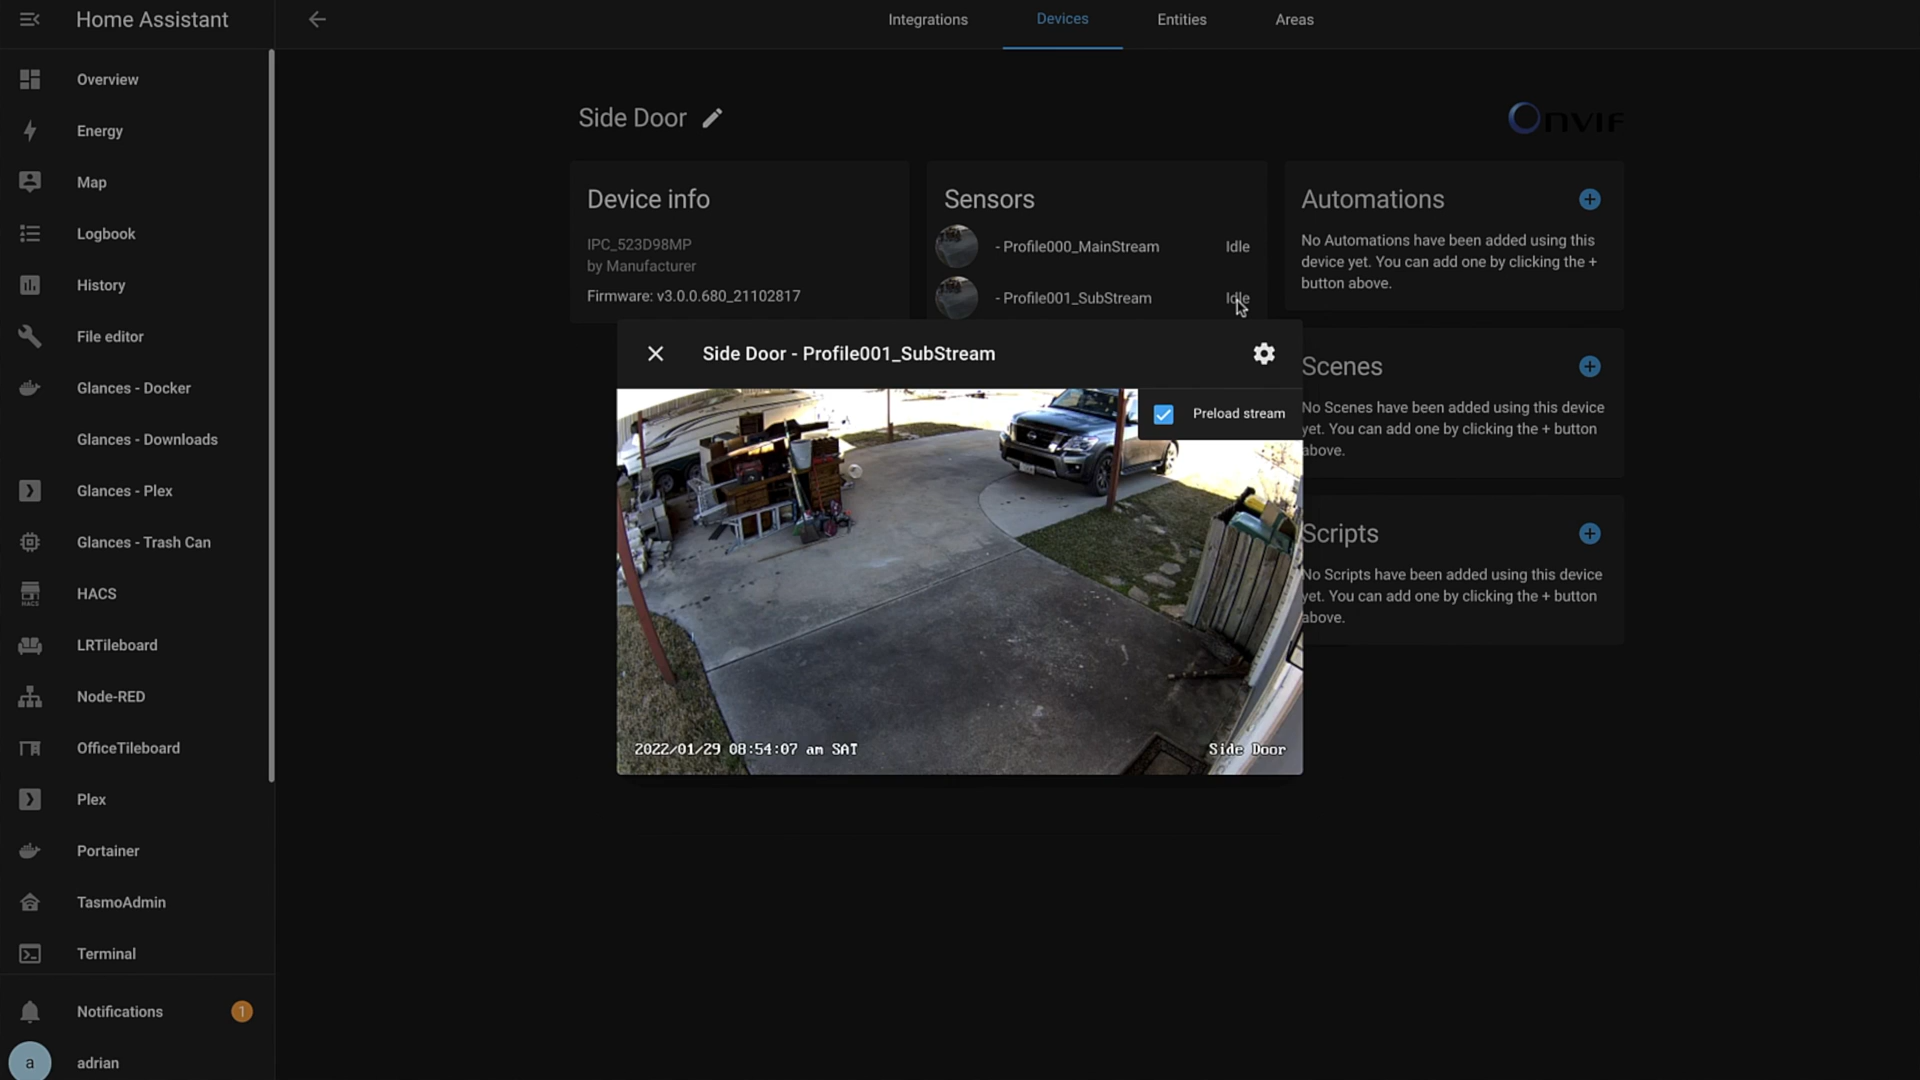 Home Assistant
Integrations
Devices
Entities
Areas
Overview
Energy
Map
Logbook
History
File editor
Glances - Docker
Glances - Downloads
Glances - Plex
Glances - Trash Can
HACS
HACS
LRTileboard
Node-RED
OfficeTileboard
Plex
Portainer
TasmoAdmin
Terminal
Notifications
1
a
adrian
Side Door
Onvif
Device info
IPC_523D98MP
by Manufacturer
Firmware: v3.0.0.680_21102817
Sensors
- Profile000_MainStream
Idle
- Profile001_SubStream
Idle
Automations
No Automations have been added using this
device yet. You can add one by clicking the +
button above.
Scenes
No Scenes have been added using this device
yet. You can add one by clicking the + button
above.
Scripts
No Scripts have been added using this device
yet. You can add one by clicking the + button
above.
Side Door - Profile001_SubStream
Preload stream
2022/01/29 08:54:07 am SAT
Side Door